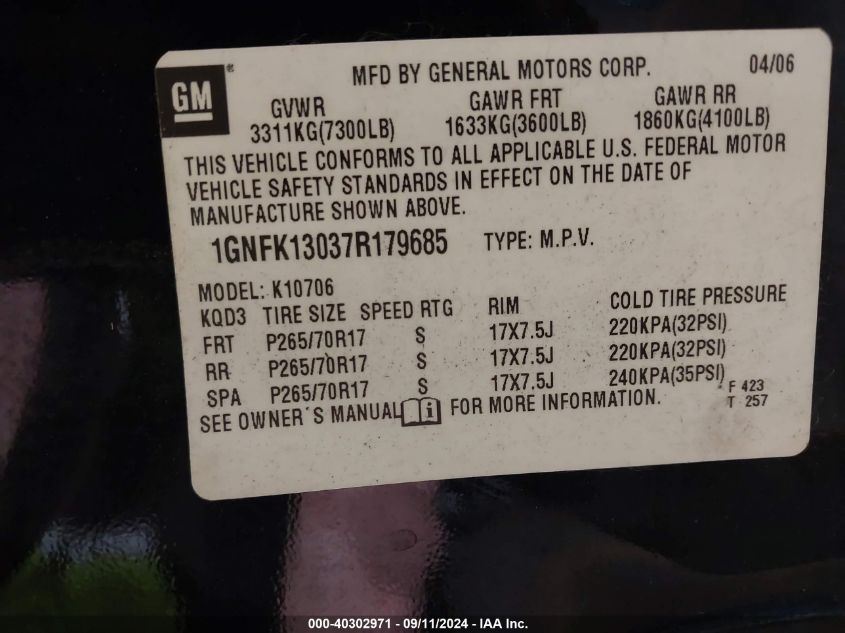 GM®
MFD BY GENERAL MOTORS CORP. 04/06
GVWR GAWR FRT GAWR RR
3311KG(7300LB) 1633KG(3600LB) 1860KG(4100LB)
THIS VEHICLE CONFORMS TO ALL APPLICABLE U.S. FEDERAL MOTOR
VEHICLE SAFETY STANDARDS IN EFFECT ON THE DATE OF
MANUFACTURE SHOWN ABOVE.
1GNFK13037R179685 TYPE: M.P.V.
MODEL: K10706
KQD3 TIRE SIZE SPEED RTG RIM COLD TIRE PRESSURE
FRT P265/70R17 S 17X7.5J 220KPA(32PSI)
RR P265/70R17 S 17X7.5J 220KPA(32PSI)
SPA P265/70R17 S 17X7.5J 240KPA(35PSI)
SEE OWNER'S MANUAL i FOR MORE INFORMATION.
F 423
T 257
000-40302971 - 09/11/2024 - IAA Inc.